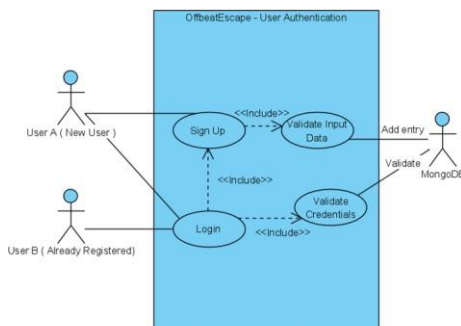 OffbeatEscape - User Authentication
<<Include>>
User A ( New User )
Sign Up
Validate Input
Data
Add entry
Validate
MongoDB
<<Include>>
Validate
Credentials
Login
<<Include>>
User B ( Already Registered)